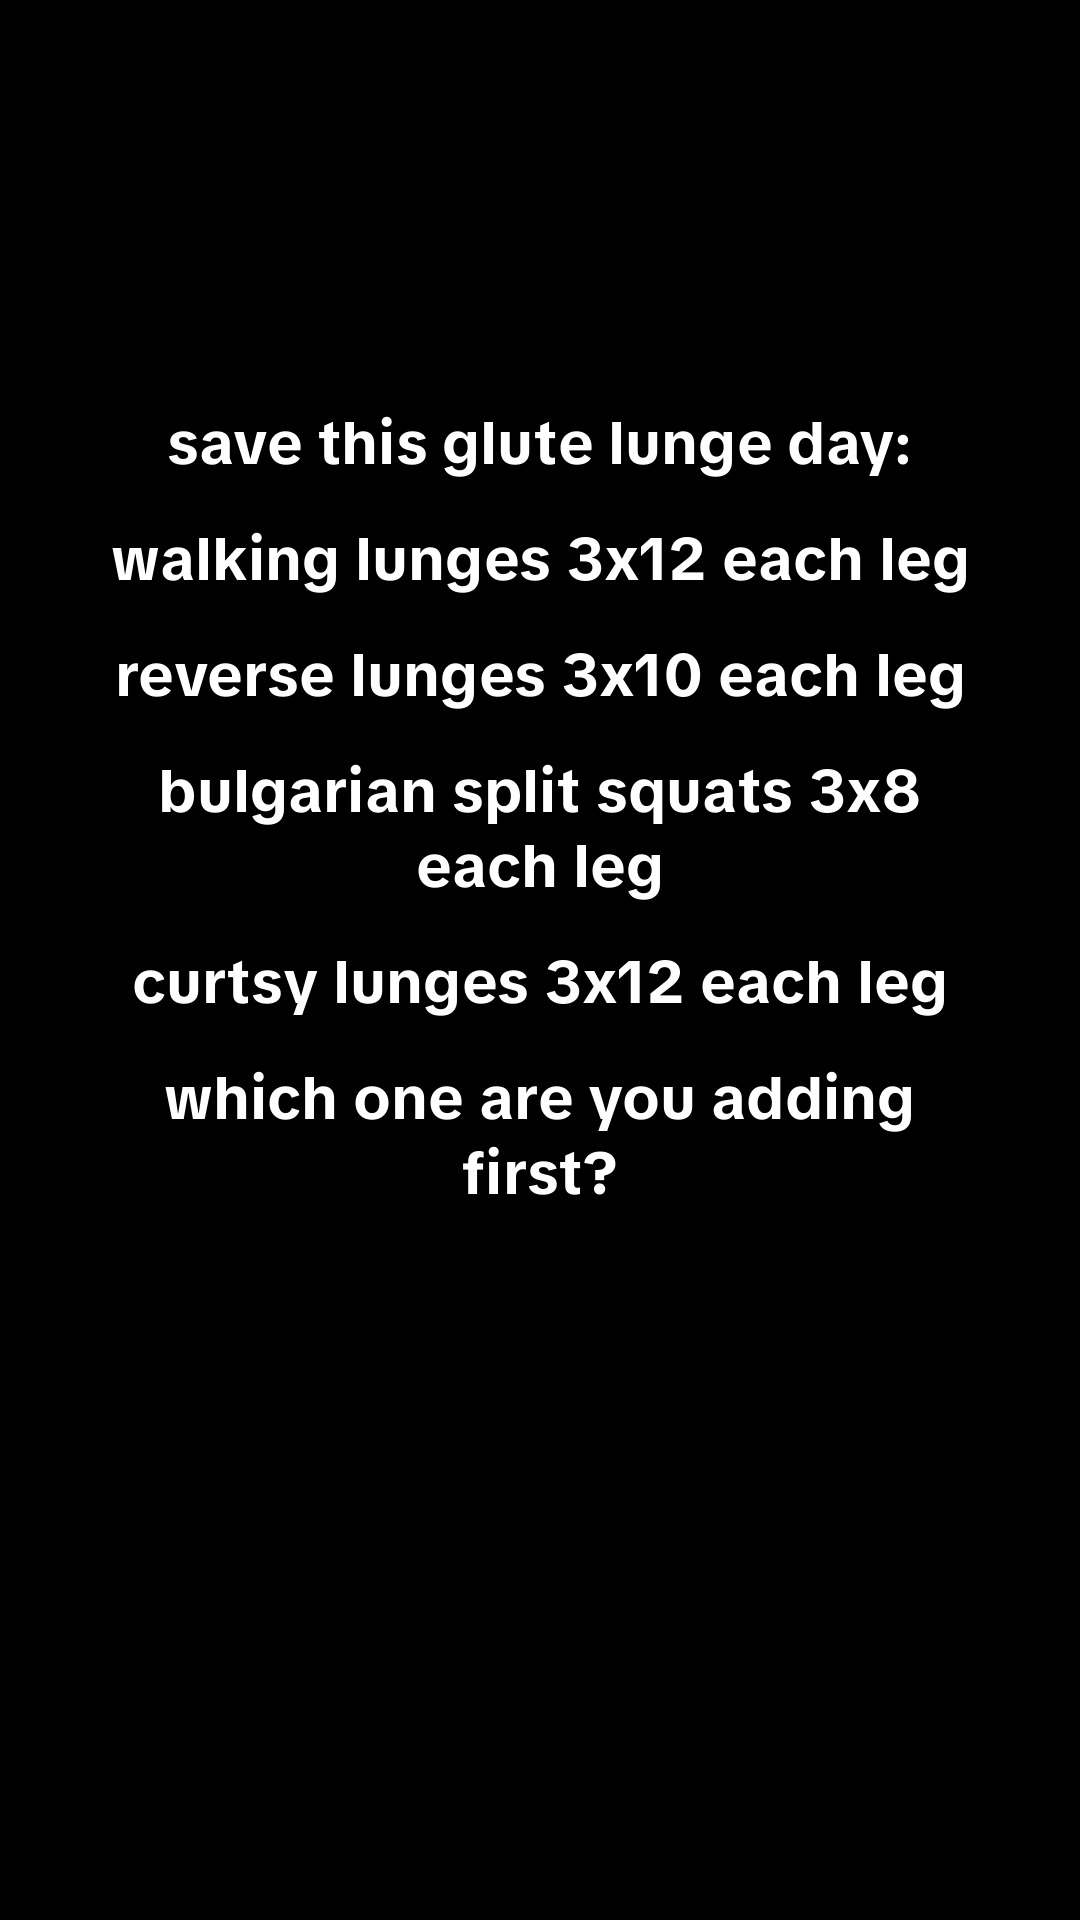 save this glute lunge day:
walking lunges 3x12 each leg
reverse lunges 3x10 each leg
bulgarian split squats 3x8
each leg
curtsy lunges 3x12 each leg
which one are you adding
first?